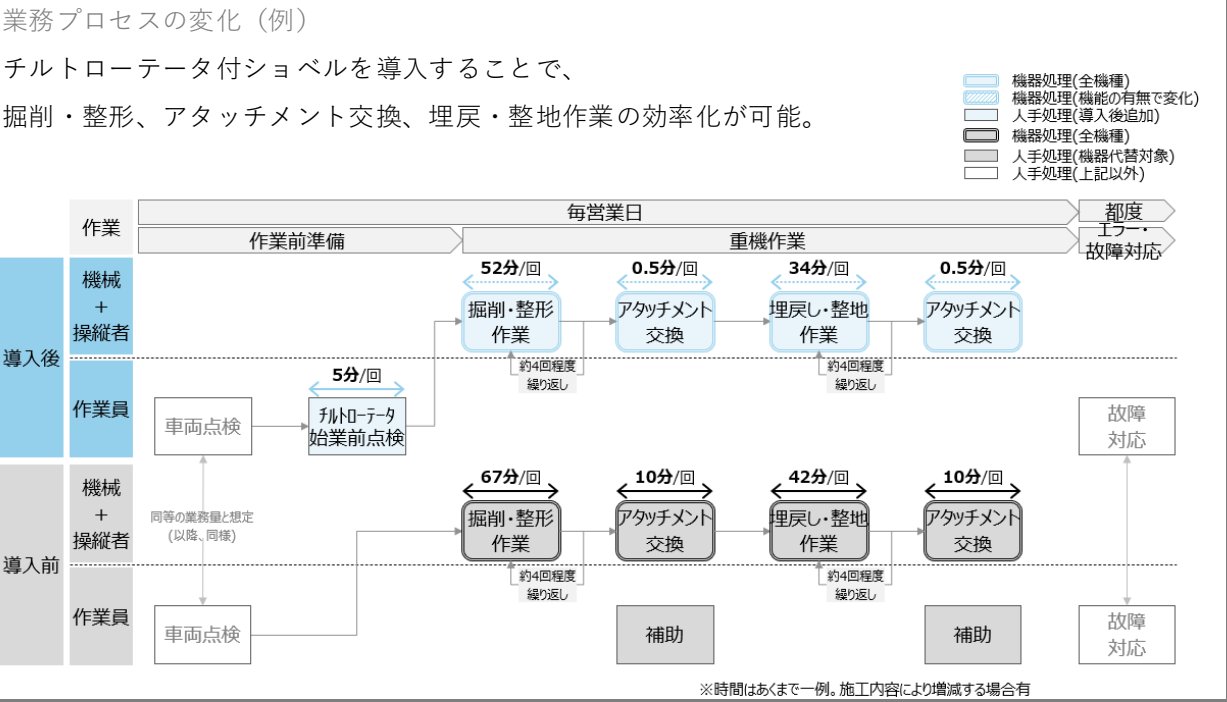 業務プロセスの変化（例）
チルトローテータ付ショベルを導入することで、
掘削・整形、アタッチメント交換、埋戻・整地作業の効率化が可能。
機器処理(全機種)
機器処理(機能の有無で変化)
人手処理(導入後追加)
機器処理(全機種)
人手処理(機器代替対象)
人手処理(上記以外)
作業
毎営業日
都度
作業前準備
重機作業
エラー・
故障対応
導入後
機械
+
操縦者
52分/回
0.5分/回
34分/回
0.5分/回
掘削・整形
作業
アタッチメント
交換
埋戻し・整地
作業
アタッチメント
交換
約4回程度
繰り返し
約4回程度
繰り返し
作業員
車両点検
5分/回
チルトローテータ
始業前点検
故障
対応
導入前
機械
+
操縦者
同等の業務量と想定
(以降、同様)
67分/回
10分/回
42分/回
10分/回
掘削・整形
作業
アタッチメント
交換
埋戻し・整地
作業
アタッチメント
交換
約4回程度
繰り返し
約4回程度
繰り返し
作業員
車両点検
補助
補助
故障
対応
※時間はあくまで一例。施工内容により増減する場合有